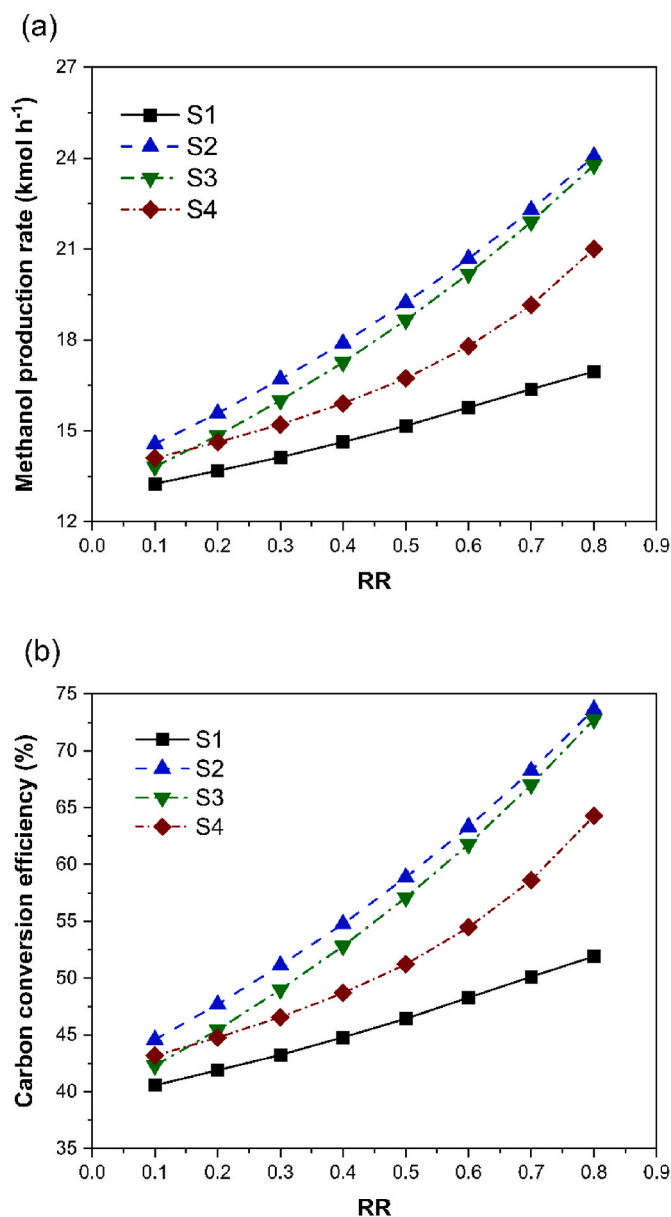 (a)
27
24
21
18
15
12
Methanol production rate (kmol h⁻¹)
S1
S2
S3
S4
0.0 0.1 0.2 0.3 0.4 0.5 0.6 0.7 0.8 0.9
RR
(b)
75
70
65
60
55
50
45
40
35
Carbon conversion efficiency (%)
S1
S2
S3
S4
0.0 0.1 0.2 0.3 0.4 0.5 0.6 0.7 0.8 0.9
RR